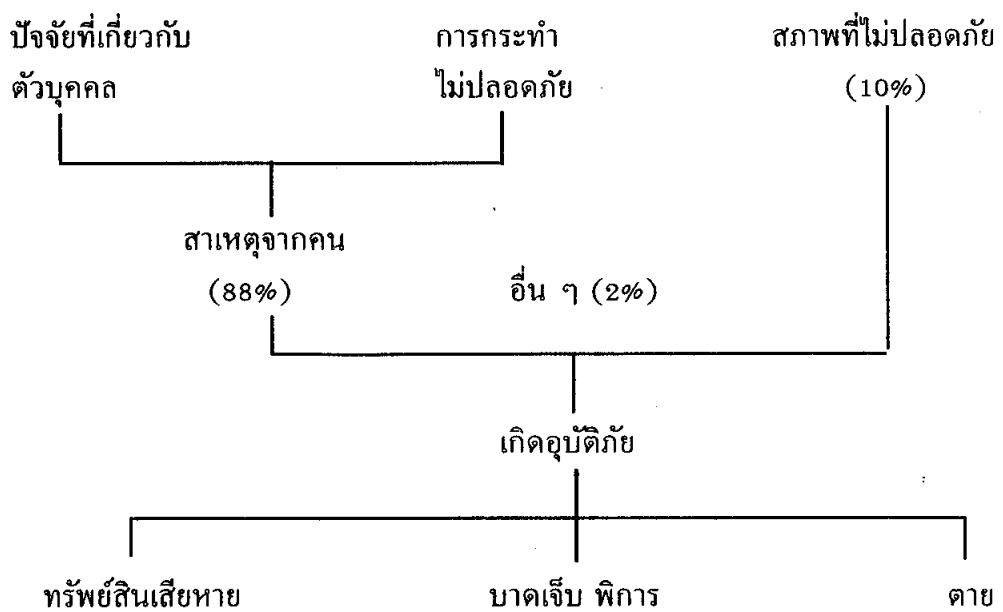 ปัจจัยที่เกี่ยวกับ
ตัวบุคคล
การกระทำ
ไม่ปลอดภัย
สภาพที่ไม่ปลอดภัย
(10%)
สาเหตุจากคน
(88%)
อื่น ๆ (2%)
เกิดอุบัติภัย
ทรัพย์สินเสียหาย
บาดเจ็บ พิการ
ตาย